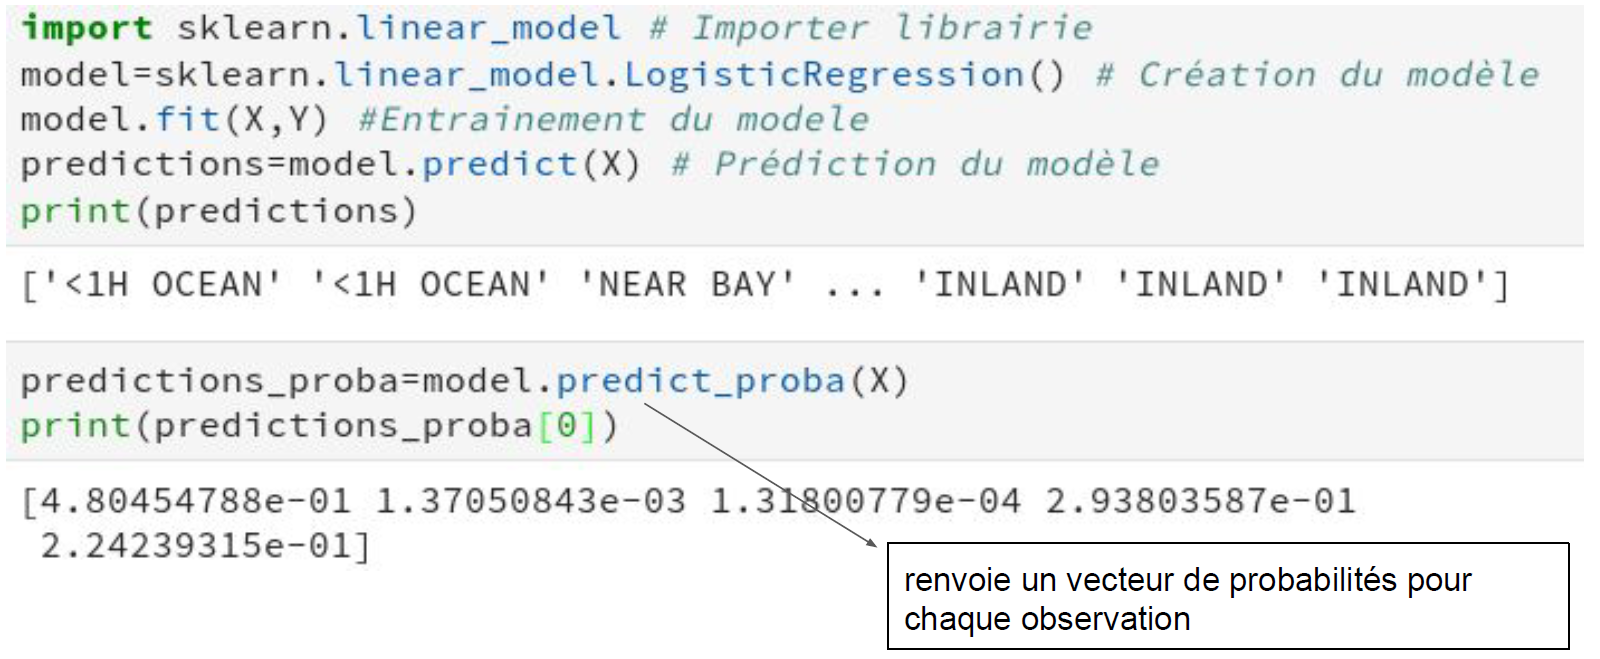 import sklearn.linear_model # Importer librairie
model=sklearn.linear_model.LogisticRegression() # Création du modèle
model.fit(X,Y) #Entrainement du modele
predictions=model.predict(X) # Prédiction du modèle
print(predictions)
['<1H OCEAN' '<1H OCEAN' 'NEAR BAY' ... 'INLAND' 'INLAND' 'INLAND']
predictions_proba=model.predict_proba(X)
print(predictions_proba[0])
[4.80454788e-01 1.37050843e-03 1.31800779e-04 2.93803587e-01
2.24239315e-01]
renvoie un vecteur de probabilités pour
chaque observation